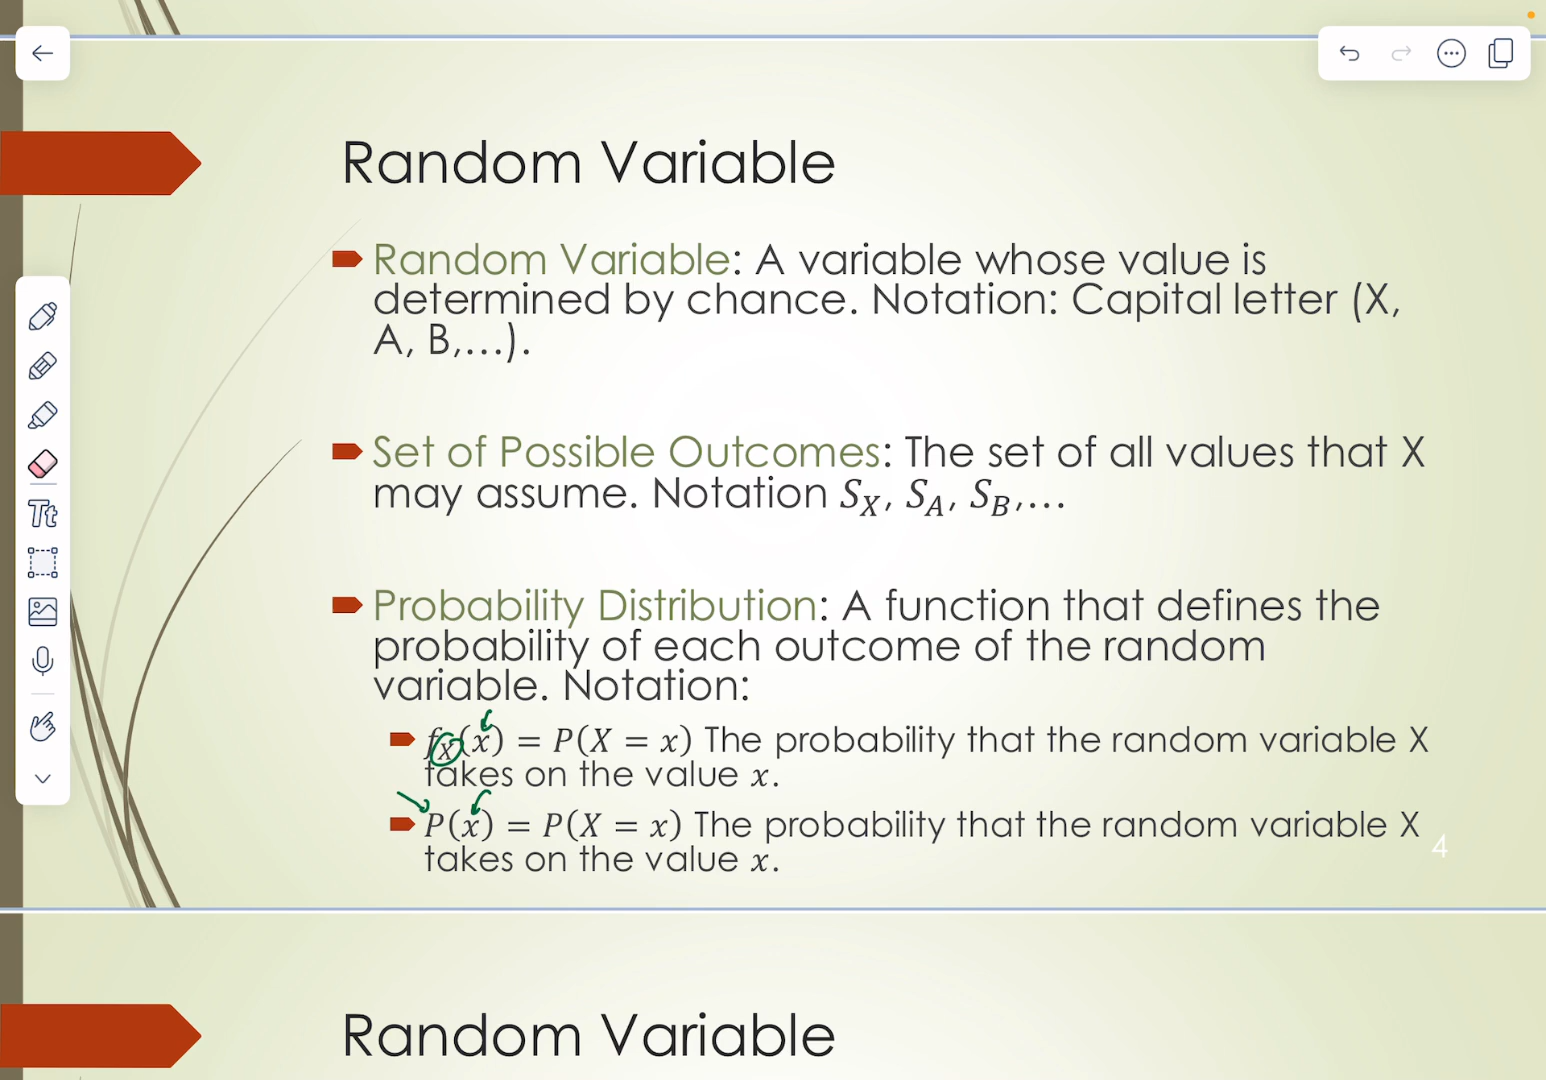 Random Variable
Random Variable: A variable whose value is
determined by chance. Notation: Capital letter (X,
A, B,…).
Set of Possible Outcomes: The set of all values that X
may assume. Notation S_X, S_A, S_B,…
Probability Distribution: A function that defines the
probability of each outcome of the random
variable. Notation:
f_X(x) = P(X = x) The probability that the random variable X
takes on the value x.
P(x) = P(X = x) The probability that the random variable X
takes on the value x.
4
Random Variable
Tt